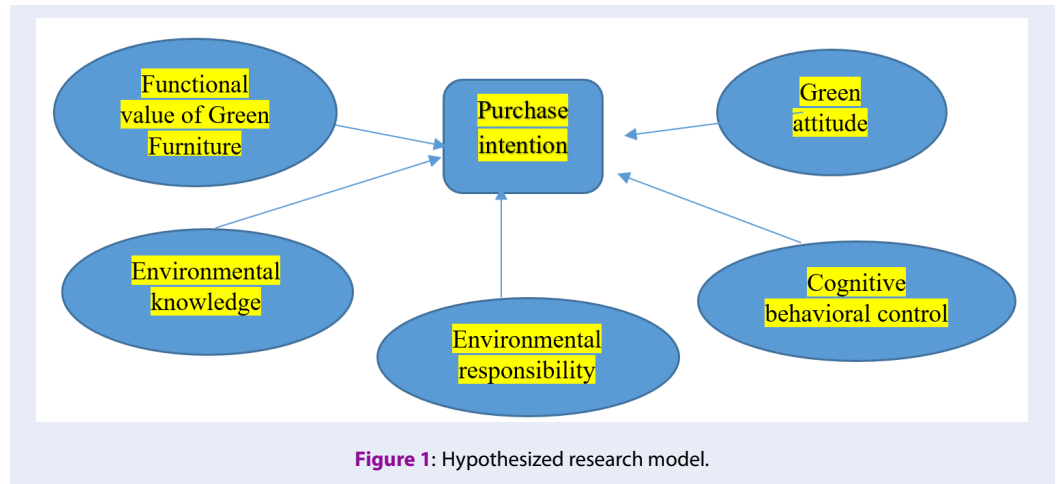 Functional
value of Green
Furniture
Purchase
intention
Green
attitude
Environmental
knowledge
Environmental
responsibility
Cognitive
behavioral control
Figure 1: Hypothesized research model.